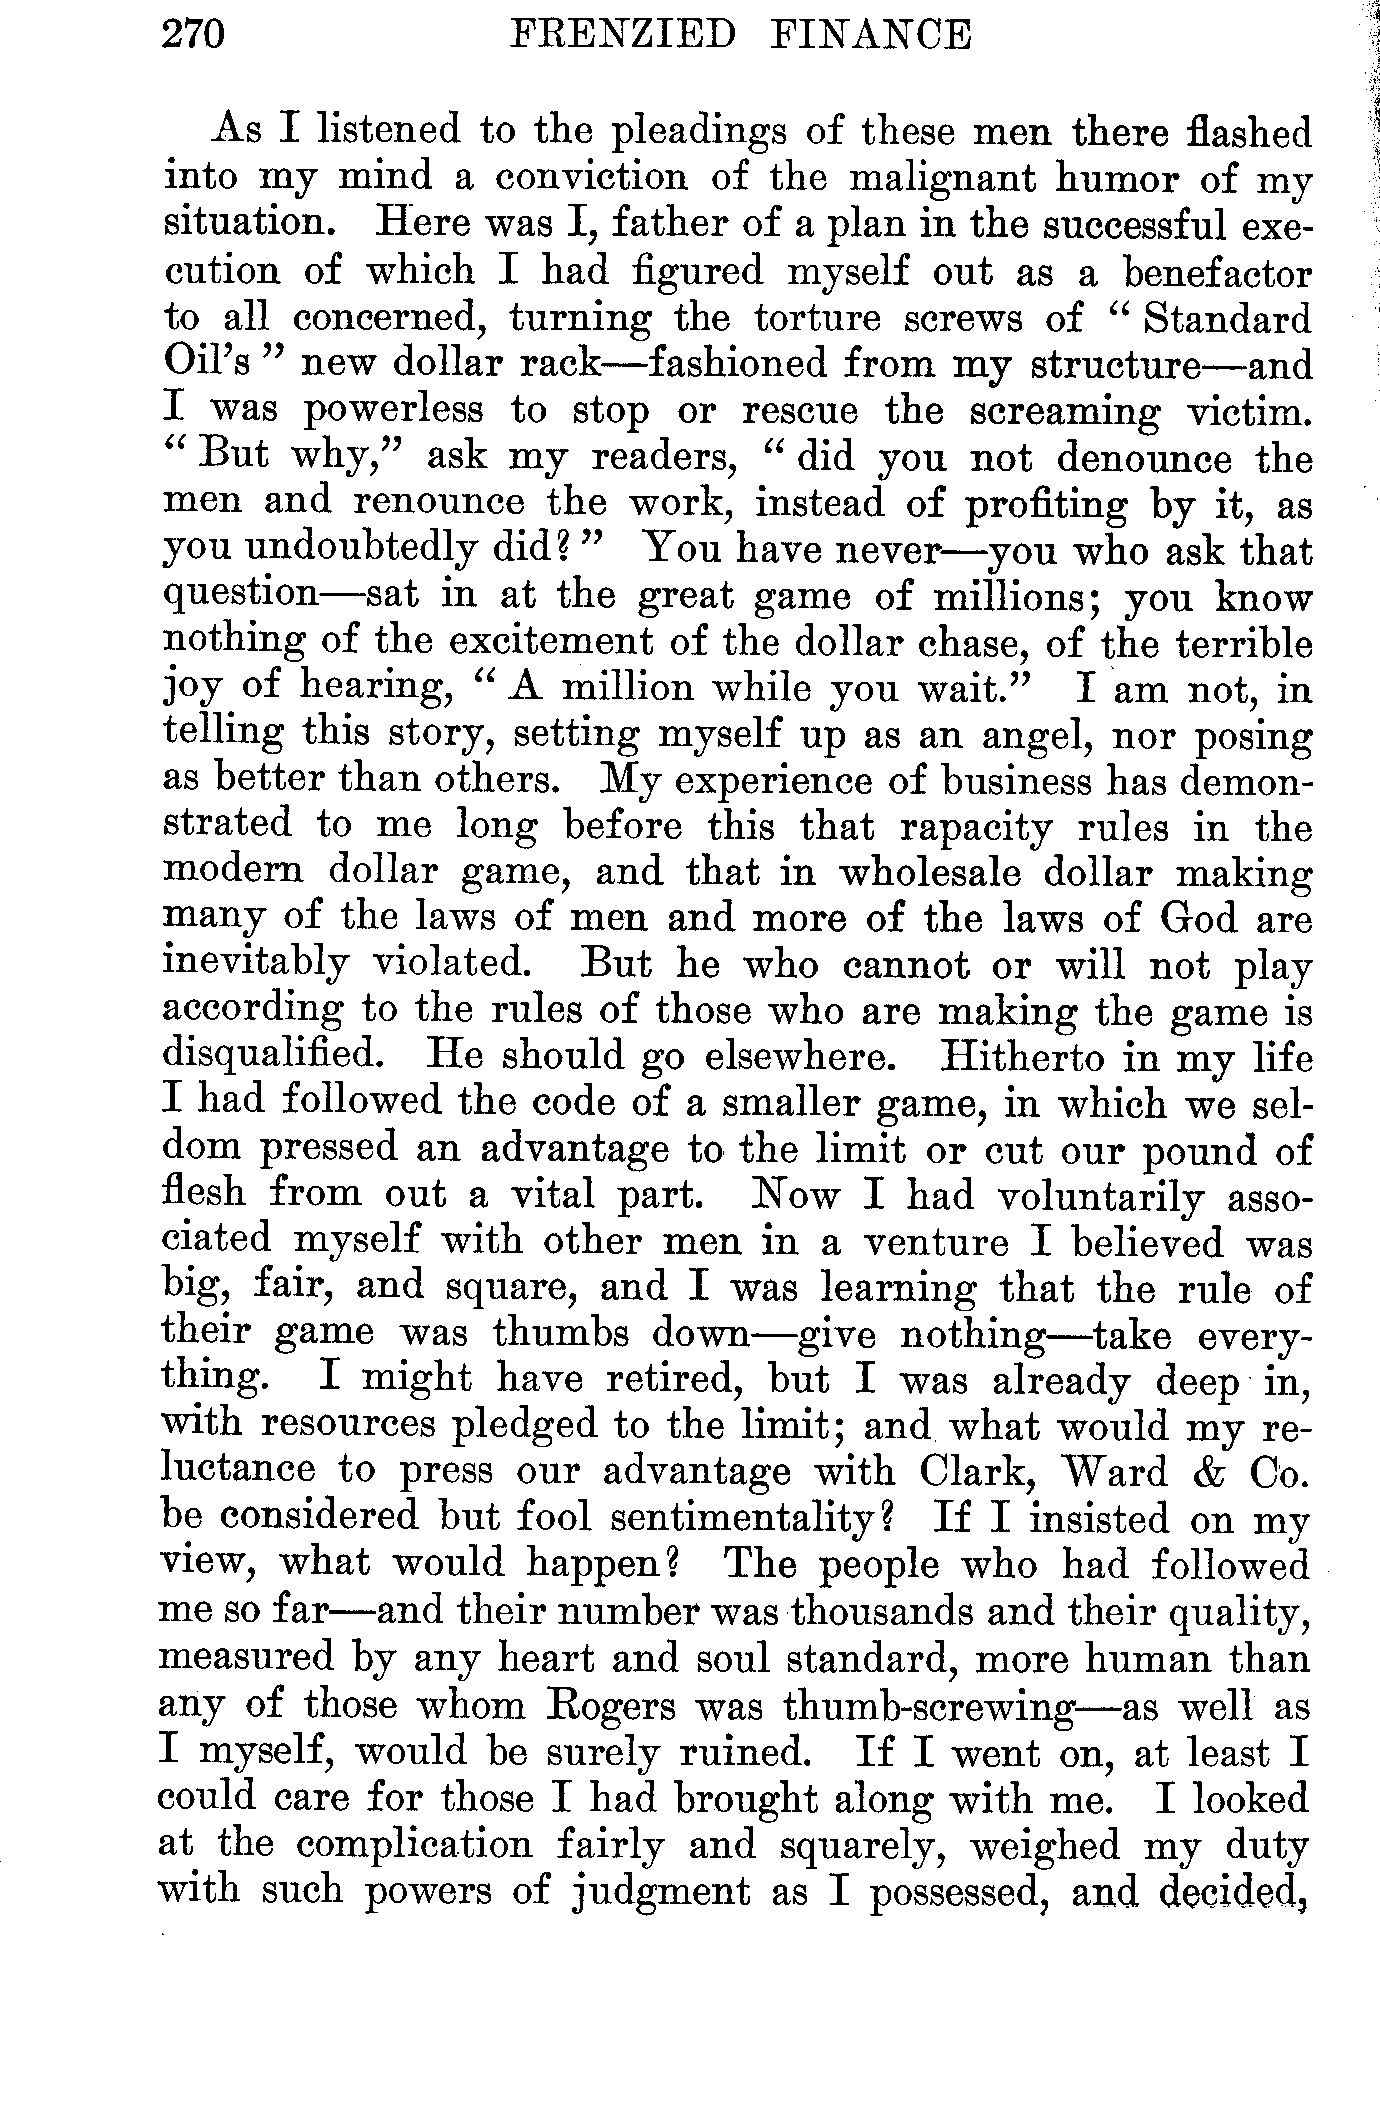 270 FRENZIED FINANCE
As I listened to the pleadings of these men there flashed
into my mind a conviction of the malignant humor of my
situation. Here was I, father of a plan in the successful exe-
cution of which I had figured myself out as a benefactor
to all concerned, turning the torture screws of “ Standard
Oil’s ” new dollar rack—fashioned from my structure—and
I was powerless to stop or rescue the screaming victim.
“ But why,” ask my readers, “ did you not denounce the
men and renounce the work, instead of profiting by it, as
you undoubtedly did? ” You have never—you who ask that
question—sat in at the great game of millions; you know
nothing of the excitement of the dollar chase, of the terrible
joy of hearing, “ A million while you wait.” I am not, in
telling this story, setting myself up as an angel, nor posing
as better than others. My experience of business has demon-
strated to me long before this that rapacity rules in the
modern dollar game, and that in wholesale dollar making
many of the laws of men and more of the laws of God are
inevitably violated. But he who cannot or will not play
according to the rules of those who are making the game is
disqualified. He should go elsewhere. Hitherto in my life
I had followed the code of a smaller game, in which we sel-
dom pressed an advantage to the limit or cut our pound of
flesh from out a vital part. Now I had voluntarily asso-
ciated myself with other men in a venture I believed was
big, fair, and square, and I was learning that the rule of
their game was thumbs down—give nothing—take every-
thing. I might have retired, but I was already deep in,
with resources pledged to the limit; and what would my re-
luctance to press our advantage with Clark, Ward & Co.
be considered but fool sentimentality? If I insisted on my
view, what would happen? The people who had followed
me so far—and their number was thousands and their quality,
measured by any heart and soul standard, more human than
any of those whom Rogers was thumb-screwing—as well as
I myself, would be surely ruined. If I went on, at least I
could care for those I had brought along with me. I looked
at the complication fairly and squarely, weighed my duty
with such powers of judgment as I possessed, and decided,